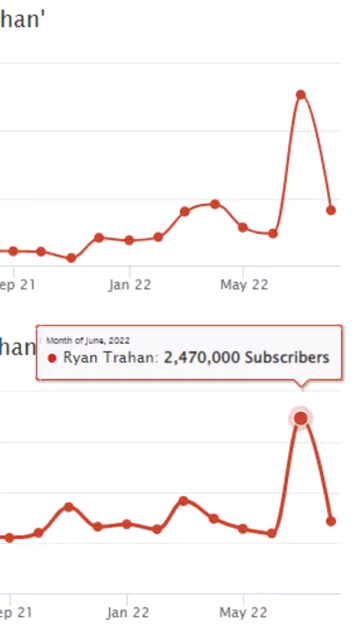 han'
ep 21 Jan 22 May 22
han
Month of June, 2022
Ryan Trahan: 2,470,000 Subscribers
ep 21 Jan 22 May 22